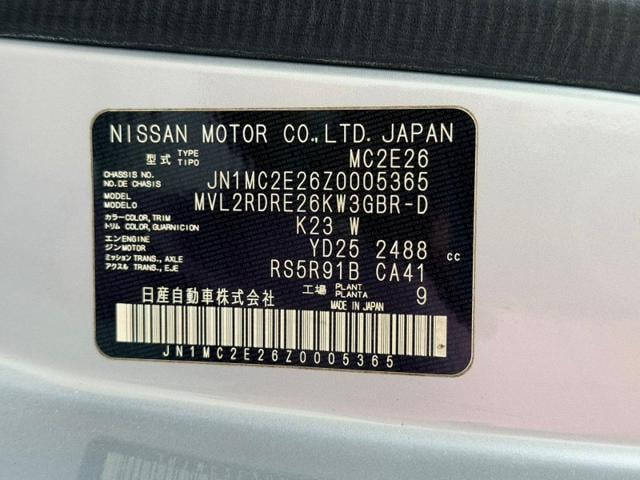 NISSAN MOTOR CO.,LTD. JAPAN
型式 TYPE TIPO MC2E26
CHASSIS NO. NO.DE CHASIS JN1MC2E26Z0005365
MODEL MODELO MVL2RDRE26KW3GBR-D
カラー COLOR, TRIM トリム COLOR, GUARNICION K23 W
エンジン ENGINE MOTOR YD25 2488 cc
ミッション TRANS., AXLE アクスル TRANS., EJE RS5R91B CA41
日産自動車株式会社 工場 PLANT PLANTA 9
MADE IN JAPAN
JN1MC2E26Z0005365